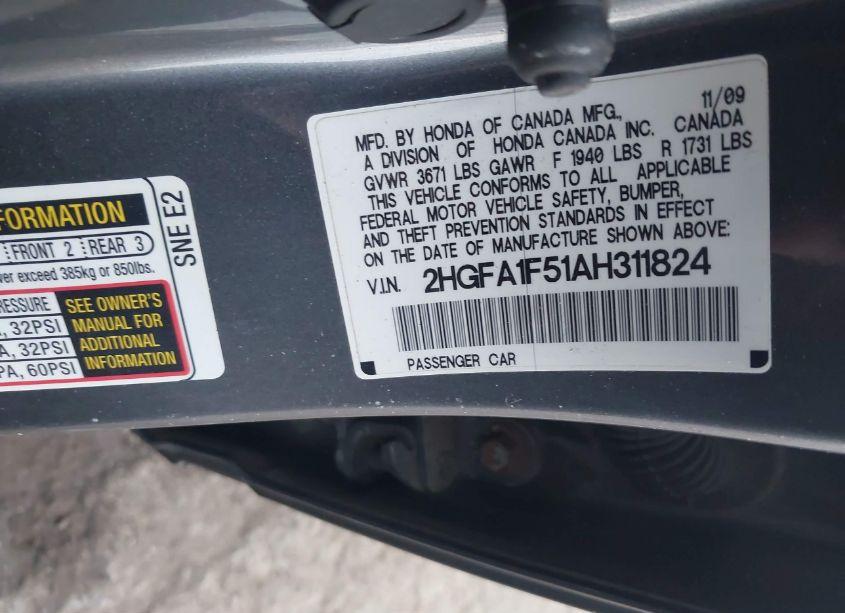 FORMATION
FRONT 2 REAR 3
ver exceed 385kg or 850lbs.
RESSURE
A, 32PSI
A, 32PSI
PA, 60PSI
SEE OWNER'S
MANUAL FOR
ADDITIONAL
INFORMATION
SNE E2
11/09
MFD. BY HONDA OF CANADA MFG.,
A DIVISION OF HONDA CANADA INC. CANADA
GVWR 3671 LBS GAWR F 1940 LBS R 1731 LBS
THIS VEHICLE CONFORMS TO ALL APPLICABLE
FEDERAL MOTOR VEHICLE SAFETY, BUMPER,
AND THEFT PREVENTION STANDARDS IN EFFECT
ON THE DATE OF MANUFACTURE SHOWN ABOVE:
V.I.N. 2HGFA1F51AH311824
PASSENGER CAR